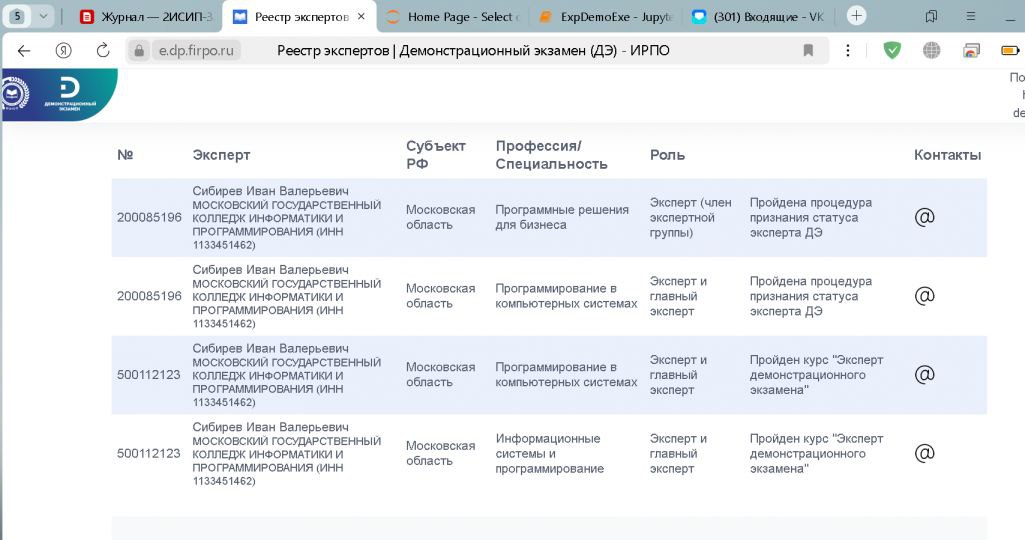 5
Журнал — 2ИСИП-3
Реестр экспертов
Home Page - Select
ExpDemoExe - Jupyte
(301) Входящие - VK
e.dp.firpo.ru
Реестр экспертов | Демонстрационный экзамен (ДЭ) - ИРПО
ДЕМОНСТРАЦИОННЫЙ
ЭКЗАМЕН
По
de
№ Эксперт Субъект РФ Профессия/ Специальность Роль Контакты
Сибирев Иван Валерьевич
200085196
МОСКОВСКИЙ ГОСУДАРСТВЕННЫЙ
КОЛЛЕДЖ ИНФОРМАТИКИ И
ПРОГРАММИРОВАНИЯ (ИНН
1133451462)
Московская
область
Программные решения
для бизнеса
Эксперт (член
экспертной
группы)
Пройдена процедура
признания статуса
эксперта ДЭ
@
Сибирев Иван Валерьевич
200085196
МОСКОВСКИЙ ГОСУДАРСТВЕННЫЙ
КОЛЛЕДЖ ИНФОРМАТИКИ И
ПРОГРАММИРОВАНИЯ (ИНН
1133451462)
Московская
область
Программирование в
компьютерных системах
Эксперт и
главный
эксперт
Пройдена процедура
признания статуса
эксперта ДЭ
@
Сибирев Иван Валерьевич
500112123
МОСКОВСКИЙ ГОСУДАРСТВЕННЫЙ
КОЛЛЕДЖ ИНФОРМАТИКИ И
ПРОГРАММИРОВАНИЯ (ИНН
1133451462)
Московская
область
Программирование в
компьютерных системах
Эксперт и
главный
эксперт
Пройден курс "Эксперт
демонстрационного
экзамена"
@
Сибирев Иван Валерьевич
500112123
МОСКОВСКИЙ ГОСУДАРСТВЕННЫЙ
КОЛЛЕДЖ ИНФОРМАТИКИ И
ПРОГРАММИРОВАНИЯ (ИНН
1133451462)
Московская
область
Информационные
системы и
программирование
Эксперт и
главный
эксперт
Пройден курс "Эксперт
демонстрационного
экзамена"
@